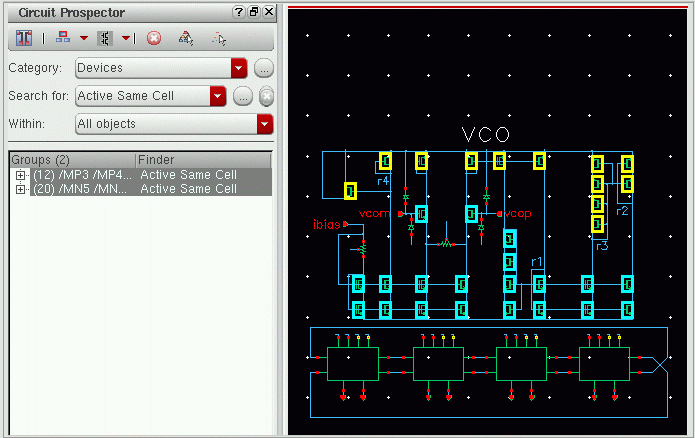 Circuit Prospector
Category: Devices
Search for: Active Same Cell
Within: All objects
Groups (2) Finder
(12) /MP3 /MP4... Active Same Cell
(20) /MN5 /MN... Active Same Cell
VCO
r4
r2
vcom
vcop
ibias
r3
r1